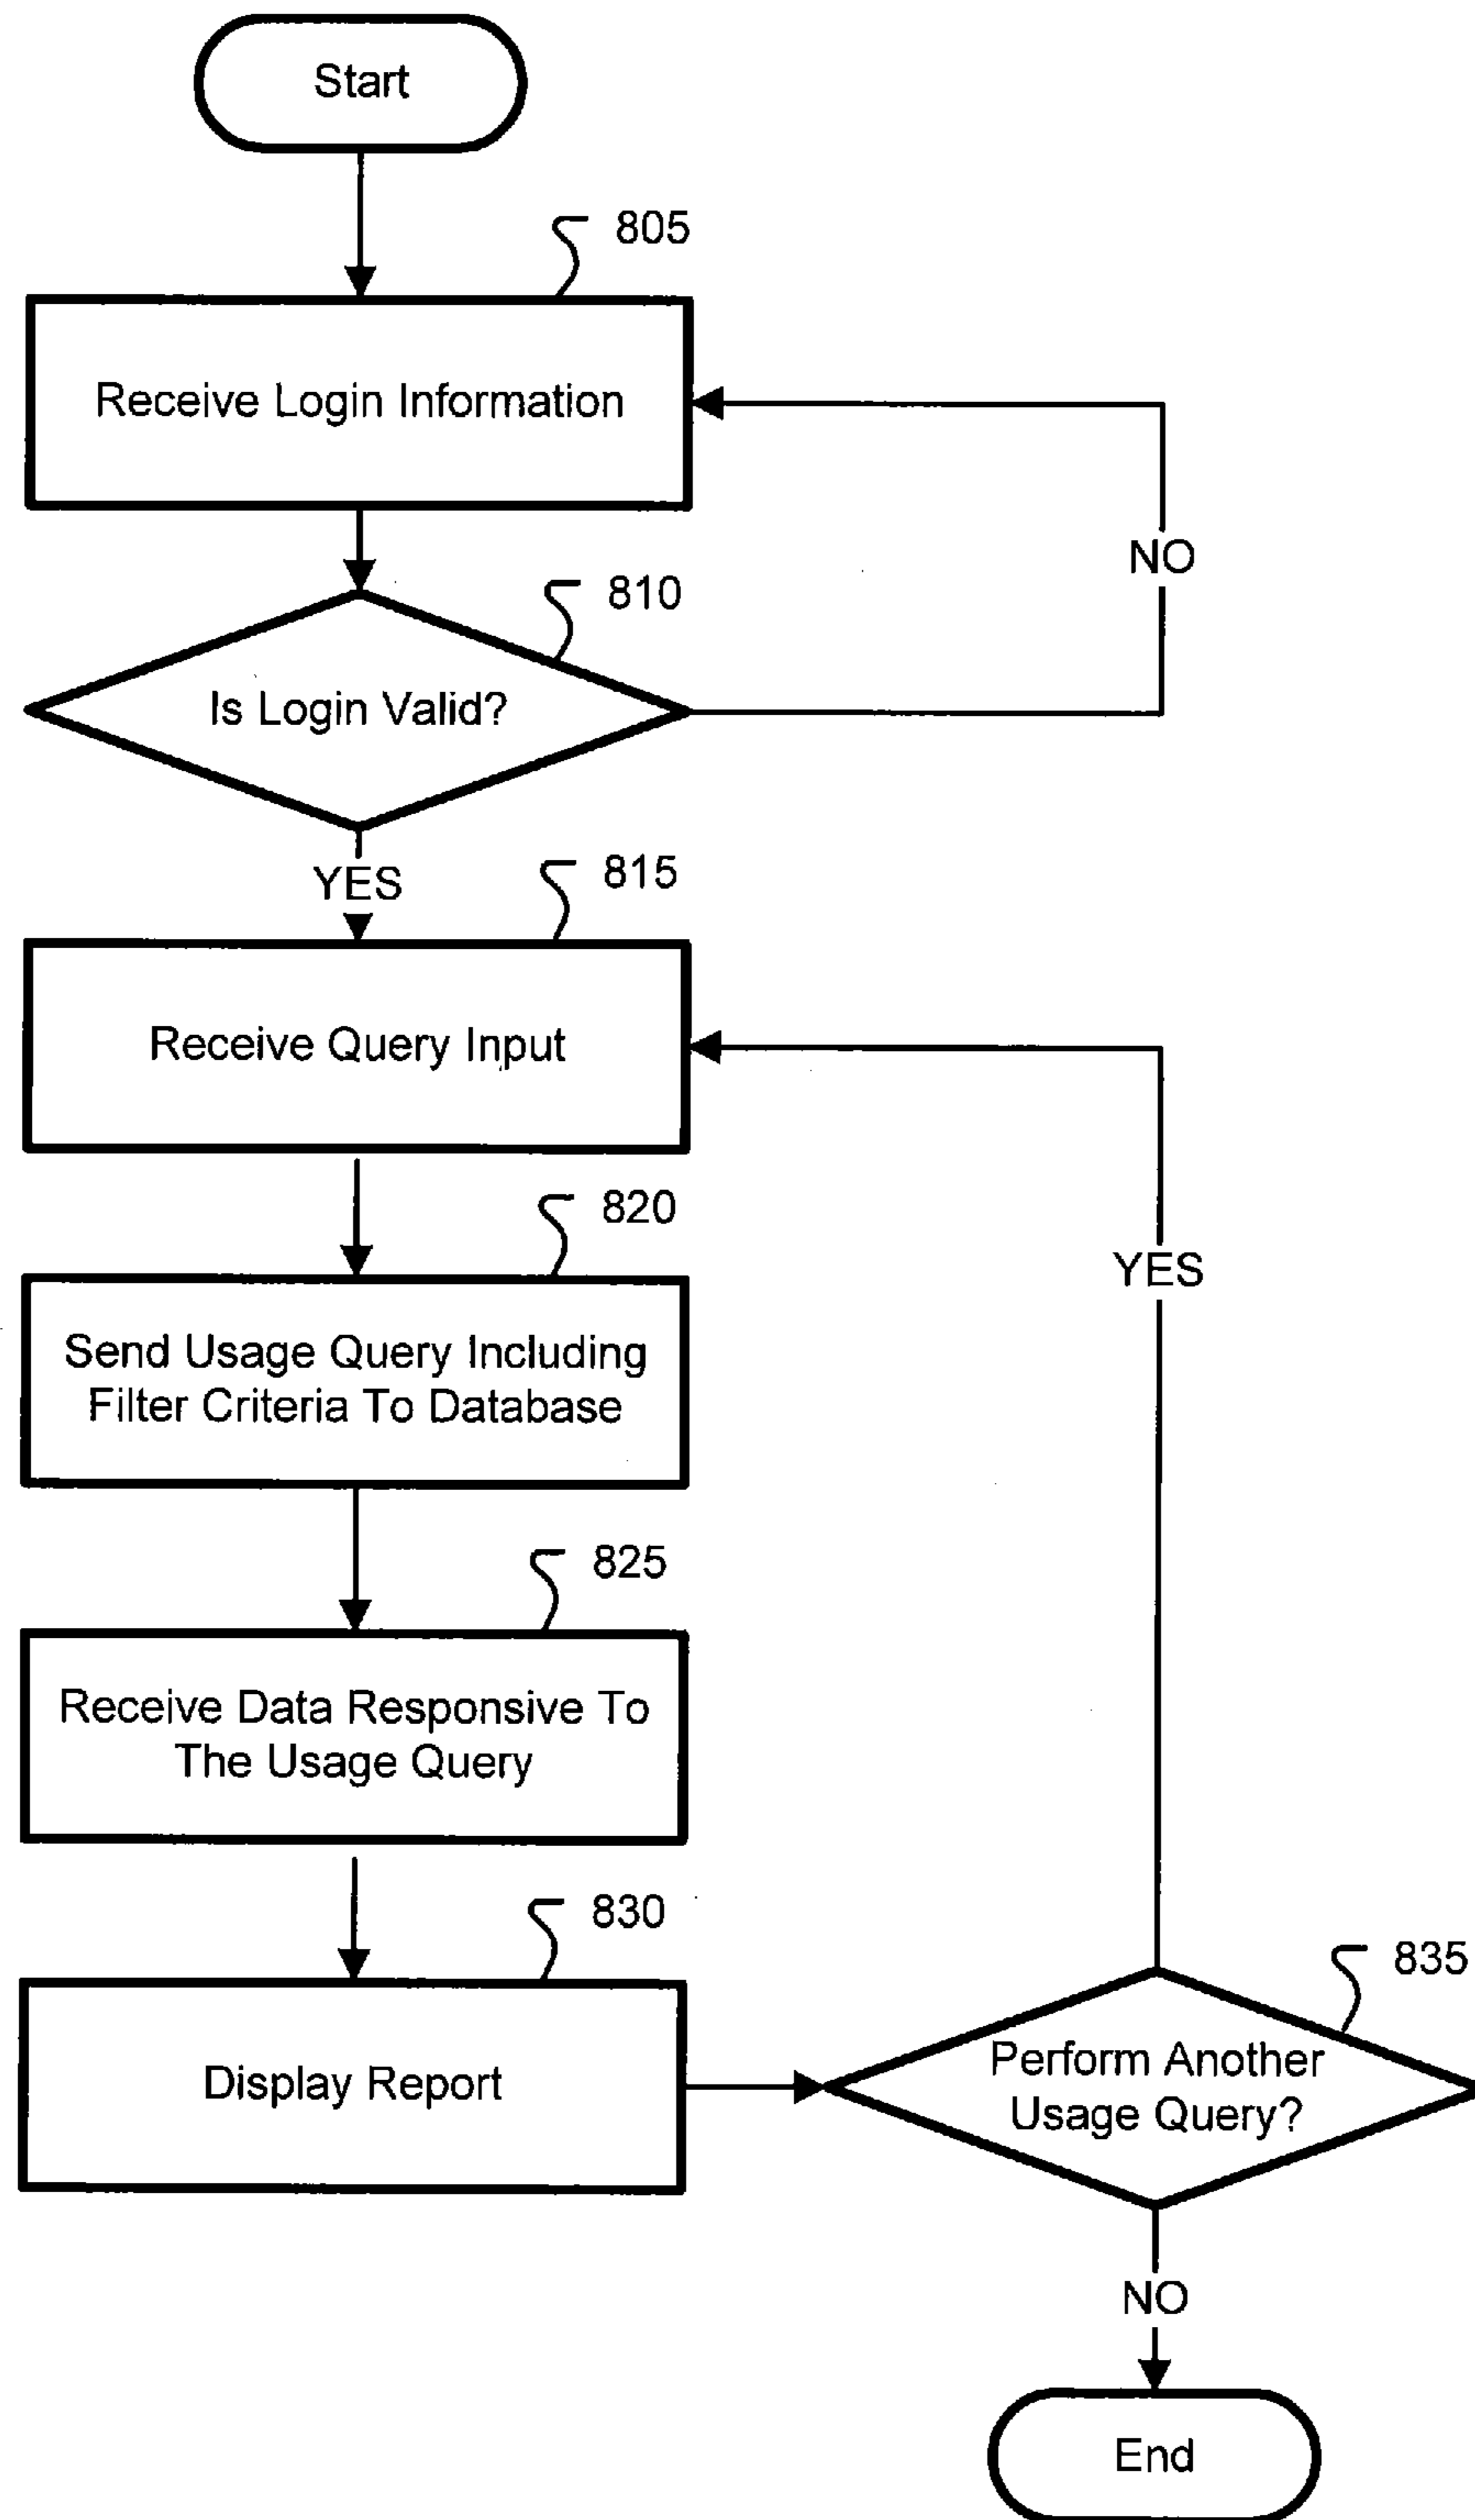 Start
805
Receive Login Information
NO
810
Is Login Valid?
YES
815
Receive Query Input
820
YES
Send Usage Query Including
Filter Criteria To Database
825
Receive Data Responsive To
The Usage Query
830
835
Display Report
Perform Another
Usage Query?
NO
End